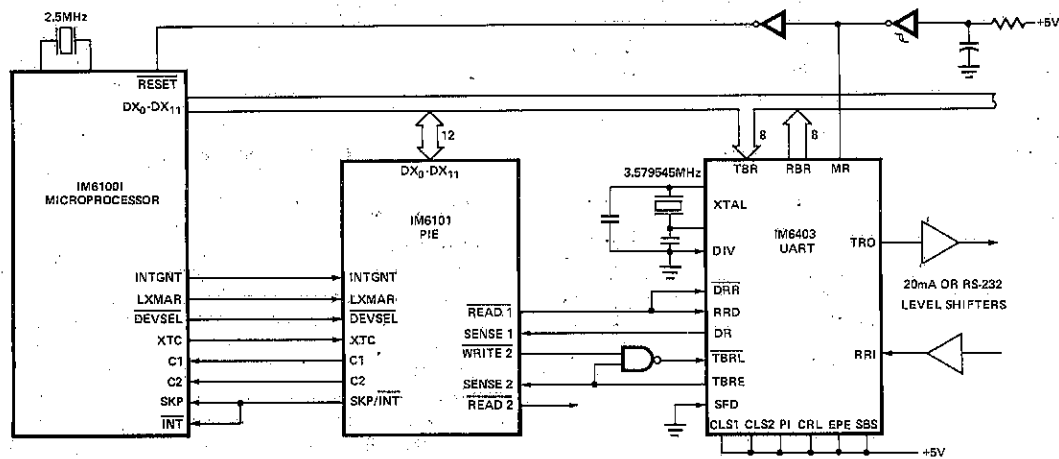 2.5MHz
+5V
RESET
DX0-DX11
12
8
8
DX0-DX11
TBR RBR MR
3.579545MHz
IM6100I
MICROPROCESSOR
IM6101
PIE
XTAL
IM6403
UART
TRO
DIV
20mA OR RS-232
LEVEL SHIFTERS
INTGNT
INTGNT
DRR
LXMAR
LXMAR
READ 1
RRD
DEVSEL
DEVSEL
SENSE 1
DR
XTC
XTC
WRITE 2
TBRL
RRI
C1
C1
C2
C2
SENSE 2
TBRE
SKP
SKP/INT
READ 2
SFD
INT
CLS1 CLS2 PI CRL EPE SBS
+5V